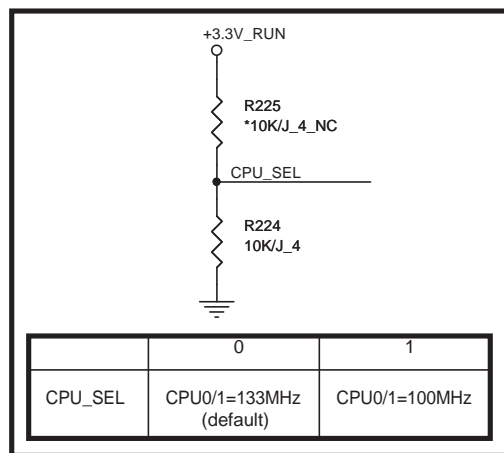 +3.3V_RUN
R225
*10K/J_4_NC
CPU_SEL
R224
10K/J_4
0 1
CPU_SEL CPU0/1=133MHz CPU0/1=100MHz
(default)